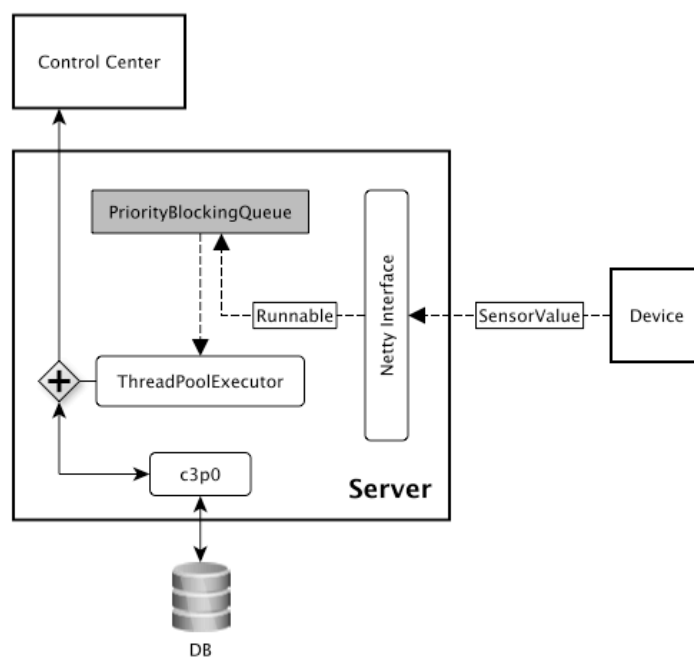 Control Center
PriorityBlockingQueue
Netty Interface
Runnable
SensorValue
Device
ThreadPoolExecutor
c3p0
Server
DB